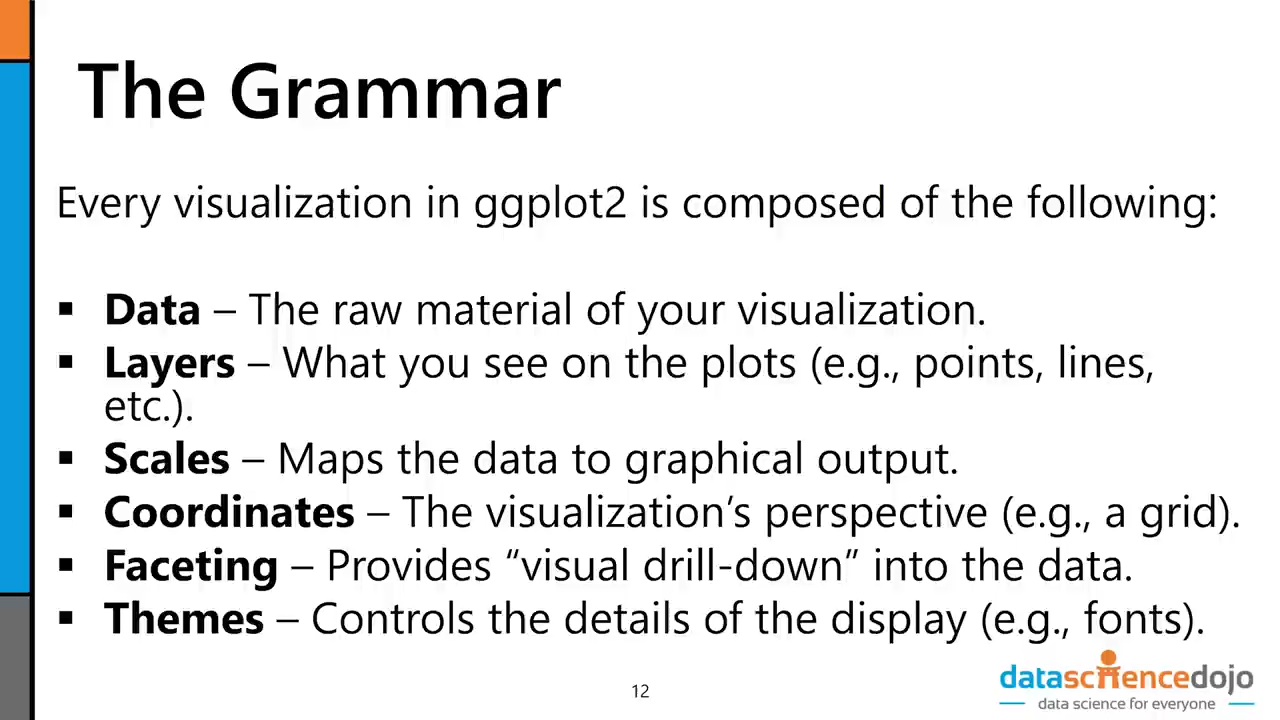 The Grammar
Every visualization in ggplot2 is composed of the following:
▪ Data – The raw material of your visualization.
▪ Layers – What you see on the plots (e.g., points, lines,
etc.).
▪ Scales – Maps the data to graphical output.
▪ Coordinates – The visualization’s perspective (e.g., a grid).
▪ Faceting – Provides “visual drill-down” into the data.
▪ Themes – Controls the details of the display (e.g., fonts).
12
datasciencedojo
data science for everyone